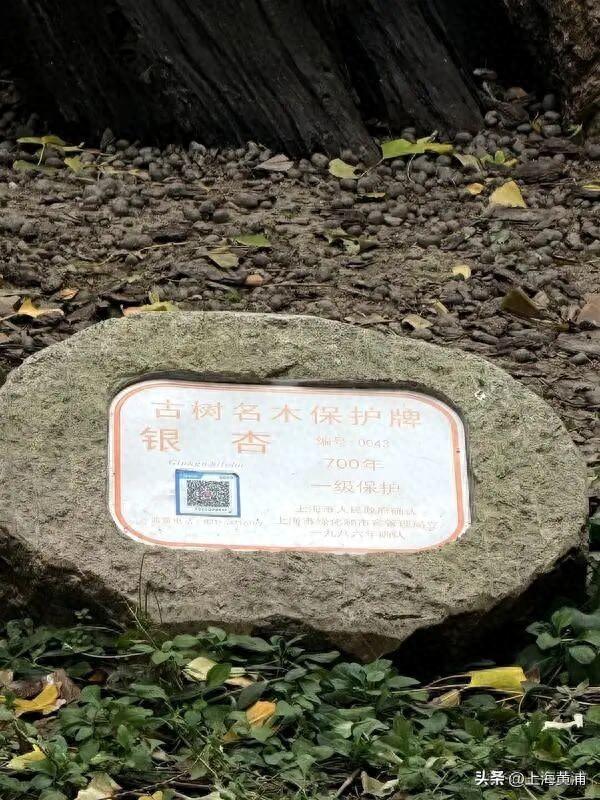 古树名木保护牌
银杏 编号:0043
Ginkgo biloba
700年
一级保护
上海市人民政府确认
上海市绿化和市容管理局立
一九八六年确认
头条 @上海黄浦